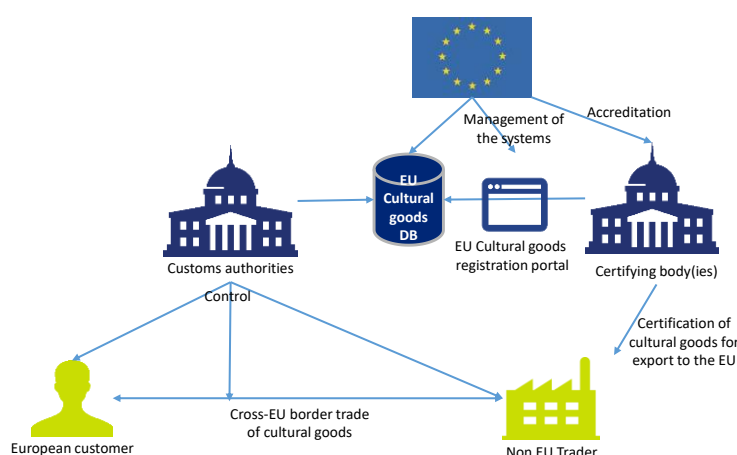 Accreditation
Management of
the systems
EU
Cultural
goods
DB
EU Cultural goods
registration portal
Customs authorities
Certifying body(ies)
Control
Certification of
cultural goods for
export to the EU
Cross-EU border trade
of cultural goods
European customer
Non EU Trader